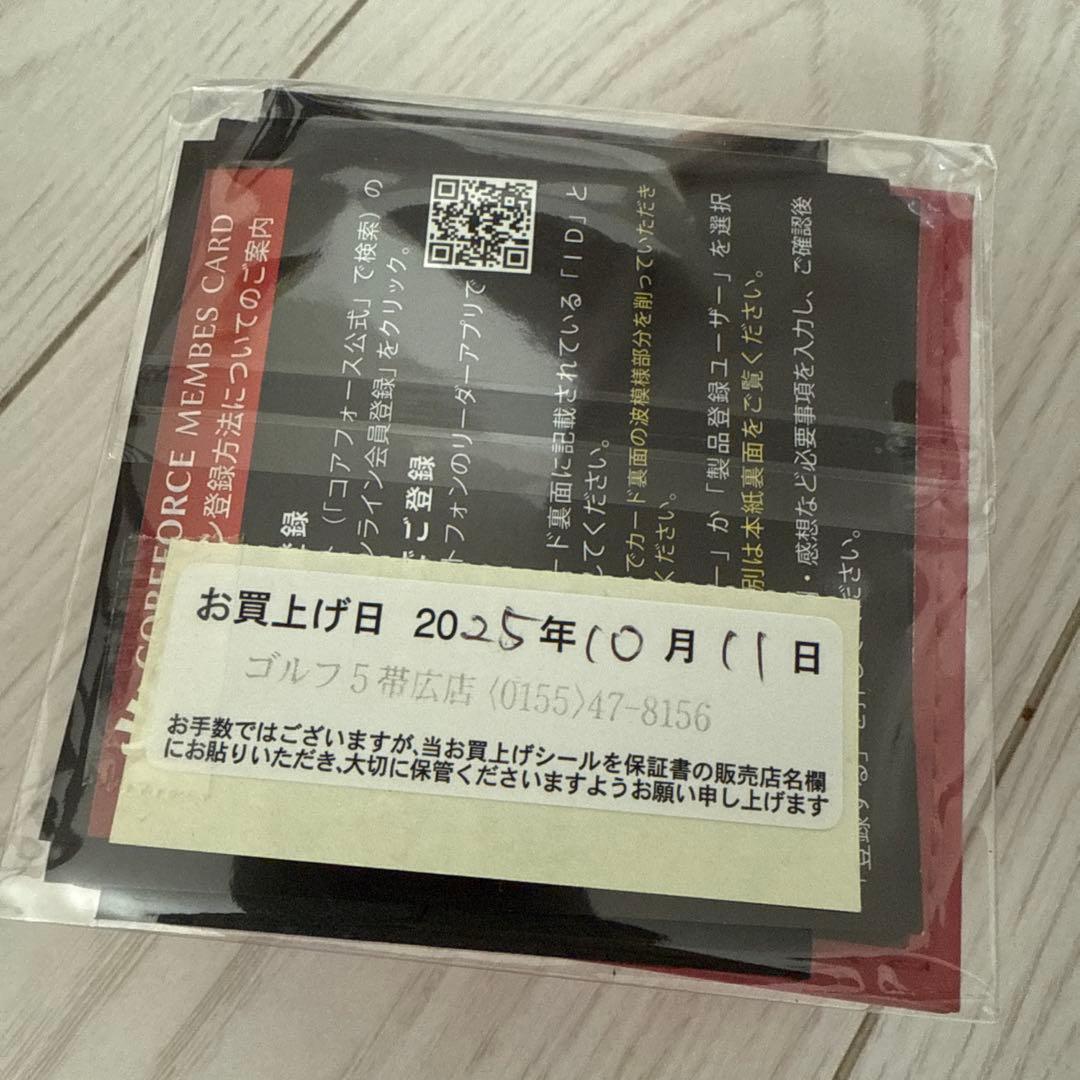 COREFORCE MEMBES CARD
ン登録方法についてのご案内
登録
(「コアフォース公式」で検索)の
ンライン会員登録」をクリック。
でご登録
トフォンのリーダーアプリで
ード裏面に記載されている「ID」と
してください。
でカード裏面の波模様部分を削っていただき
ください。
ー」か「製品登録ユーザー」を選択
別は本紙裏面をご覧ください。
・感想など必要事項を入力し、ご確認後
ださい。
お買上げ日 2025年10月11日
ゴルフ5帯広店〈0155〉47-8156
お手数ではございますが、当お買上げシールを保証書の販売店名欄
にお貼りいただき、大切に保管くださいますようお願い申し上げます